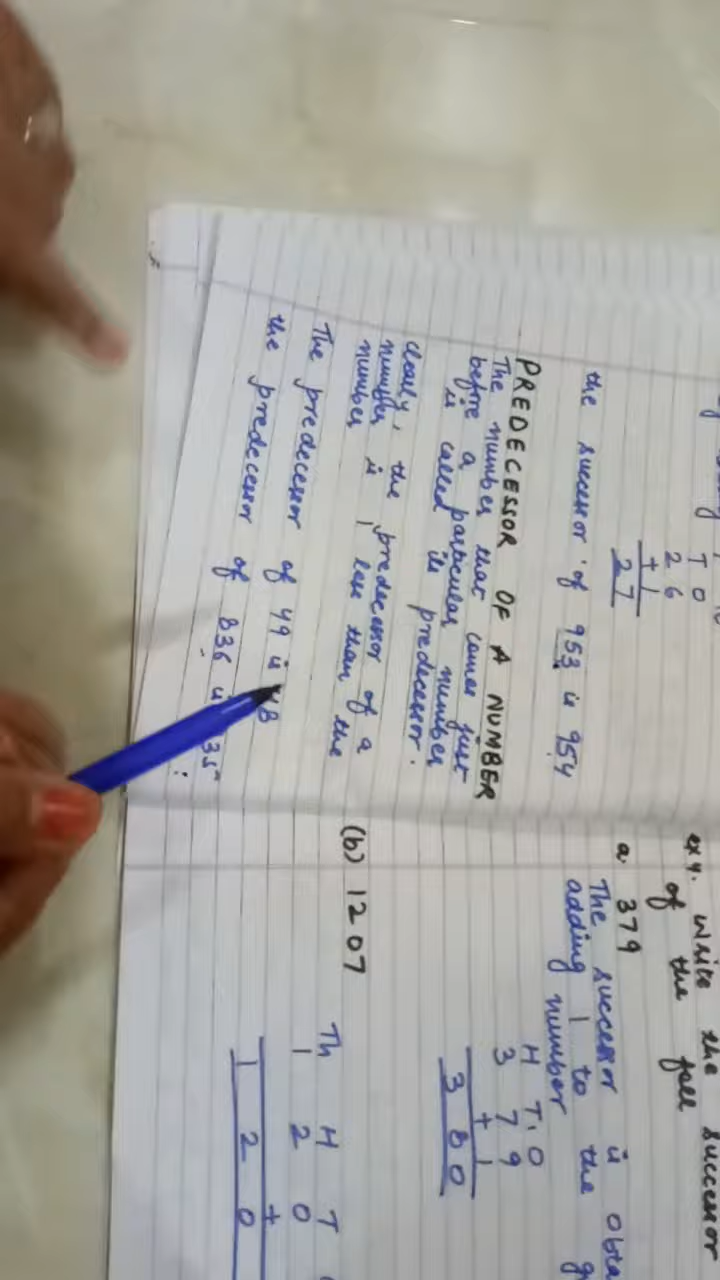 T O
2 6
+ 1
2 7
the successor of 953 is 954
PREDECESSOR OF A NUMBER
The number that comes just
before a particular number
is called its predecessor.
clearly, the predecessor of a
number is 1 less than the
number
The predecessor of 49 is 48
the predecessor of 836 is 35
ex 4. Write the successor
of the foll
a. 379
The successor is obta
adding 1 to the g
number
H T O
3 7 9
+ 1
3 8 0
(b) 1207
Th H T
1 2 0
+
1 2 0